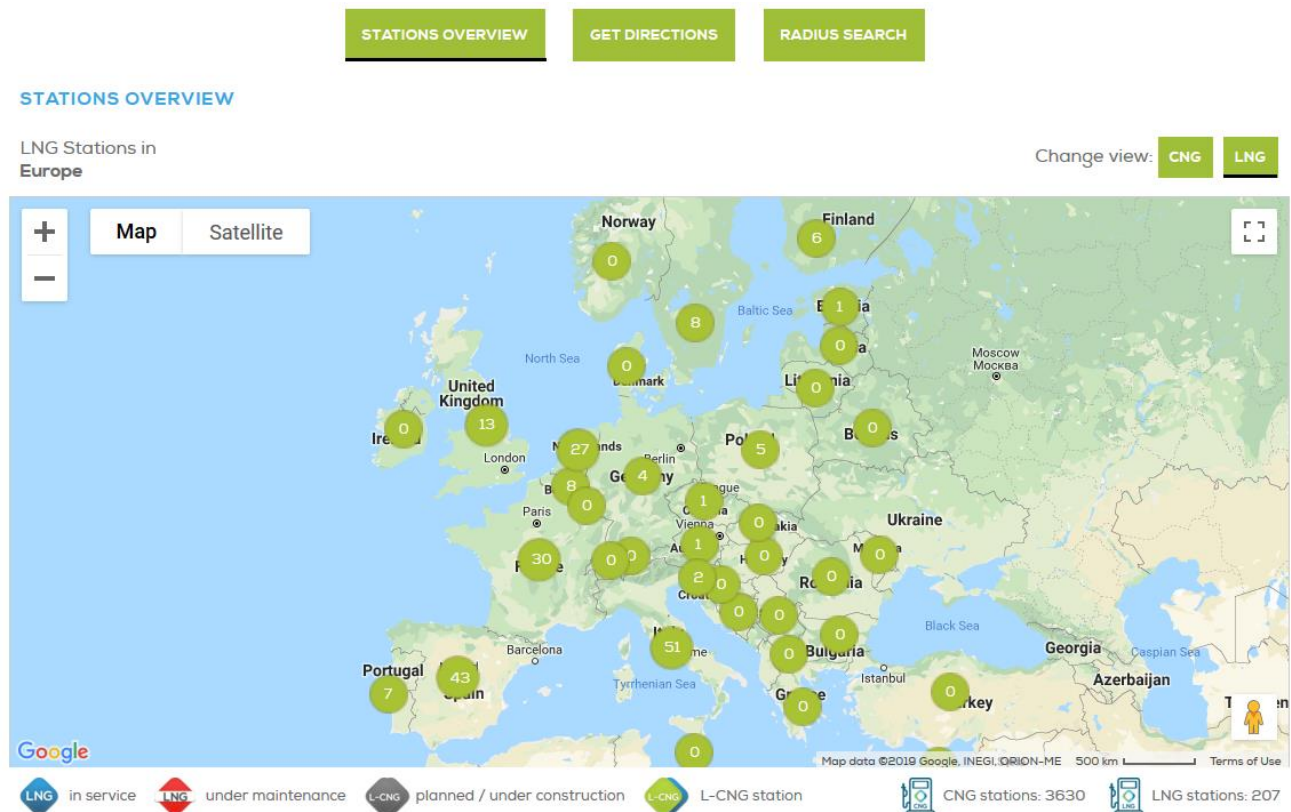 STATIONS OVERVIEW GET DIRECTIONS RADIUS SEARCH
STATIONS OVERVIEW
LNG Stations in
Europe
Change view: CNG LNG
+ Map Satellite
−
Norway
Finland
0
6
Baltic Sea
1
8
0
North Sea
Moscow
Москва
0
0
United
Kingdom
0
13
0
27
5
London
Berlin
4
8
0
1
Paris
Vienna
0
Ukraine
30
0
0
1
0
0
0
2
0
0
0
Black Sea
0
51
0
Barcelona
Georgia
Caspian Sea
Portugal
7
43
Tyrrhenian Sea
Istanbul
Azerbaijan
0
0
0
Google
Map data ©2019 Google, INEGI, ORION-ME 500 km Terms of Use
LNG in service LNG under maintenance L-CNG planned / under construction L-CNG L-CNG station CNG CNG stations: 3630 LNG LNG stations: 207